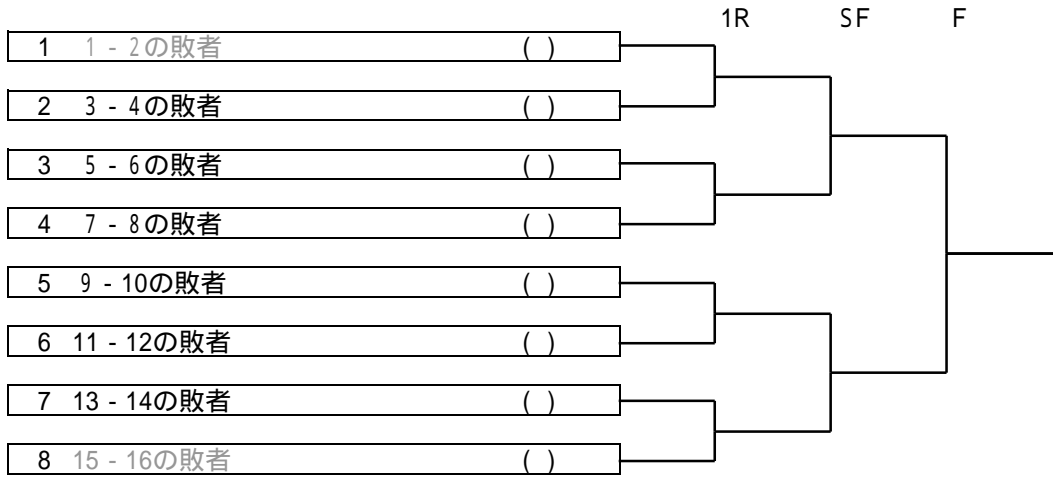 1R SF F
1 1 - 2の敗者 ( )
2 3 - 4の敗者 ( )
3 5 - 6の敗者 ( )
4 7 - 8の敗者 ( )
5 9 - 10の敗者 ( )
6 11 - 12の敗者 ( )
7 13 - 14の敗者 ( )
8 15 - 16の敗者 ( )